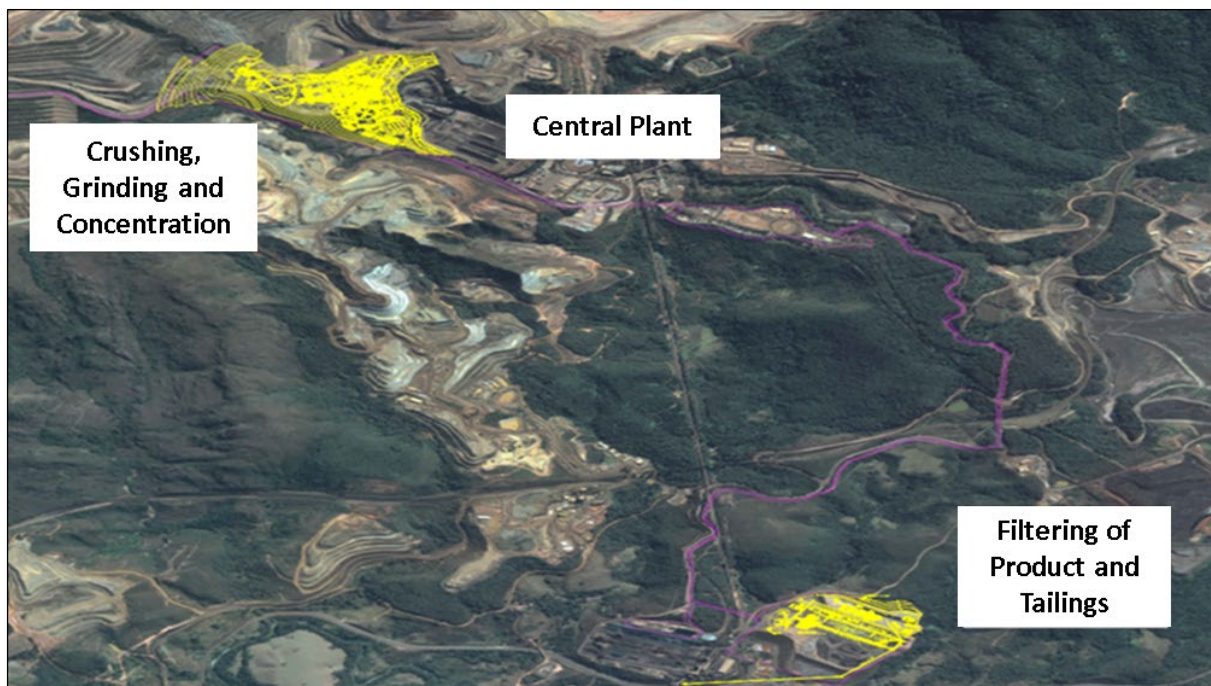 Crushing,
Grinding and
Concentration
Central Plant
Filtering of
Product and
Tailings